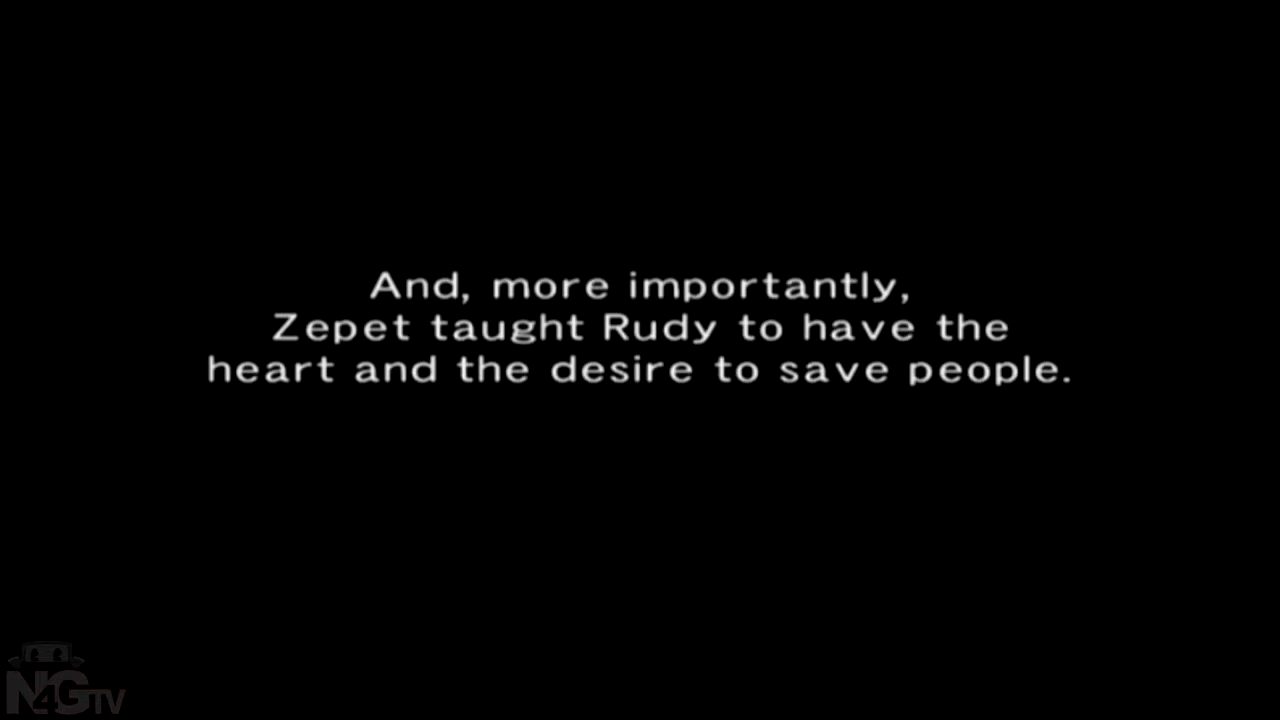 And, more importantly,
Zepet taught Rudy to have the
heart and the desire to save people.
N4GTV